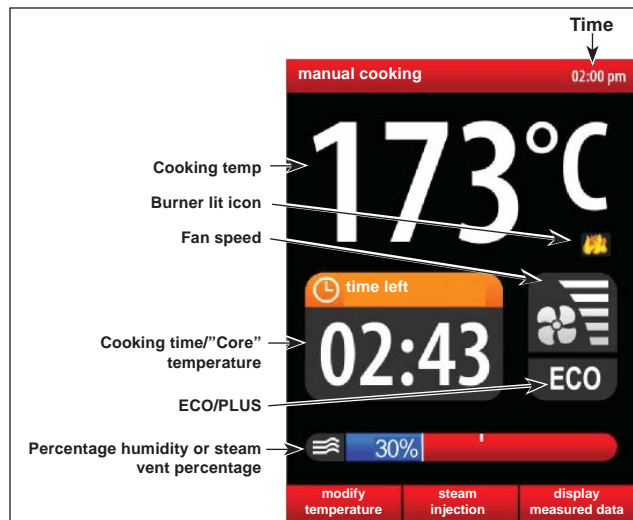 Time
manual cooking 02:00 pm
173°C
Cooking temp
Burner lit icon
Fan speed
time left
02:43
Cooking time/”Core”
temperature
ECO
ECO/PLUS
Percentage humidity or steam
vent percentage
30%
modify
temperature
steam
injection
display
measured data